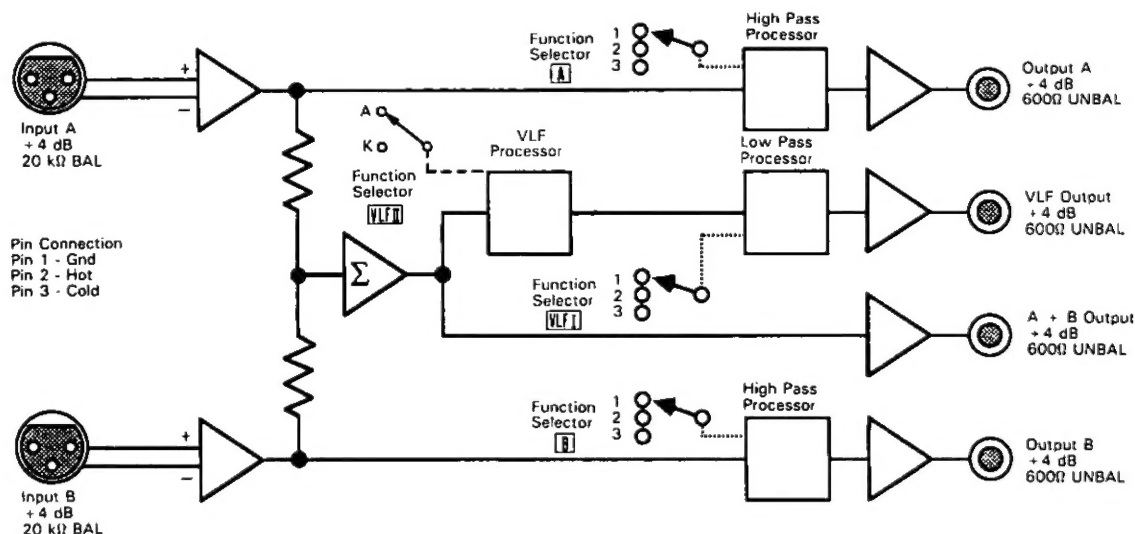 High Pass
Processor
Function
Selector
A
1
2
3
+
−
Input A
+4 dB
20 kΩ BAL
Output A
+4 dB
600Ω UNBAL
A
K
Function
Selector
VLF II
VLF
Processor
Low Pass
Processor
VLF Output
+4 dB
600Ω UNBAL
Pin Connection
Pin 1 - Gnd
Pin 2 - Hot
Pin 3 - Cold
Σ
Function
Selector
VLF I
1
2
3
A + B Output
+4 dB
600Ω UNBAL
High Pass
Processor
Function
Selector
B
1
2
3
+
−
Input B
+4 dB
20 kΩ BAL
Output B
+4 dB
600Ω UNBAL